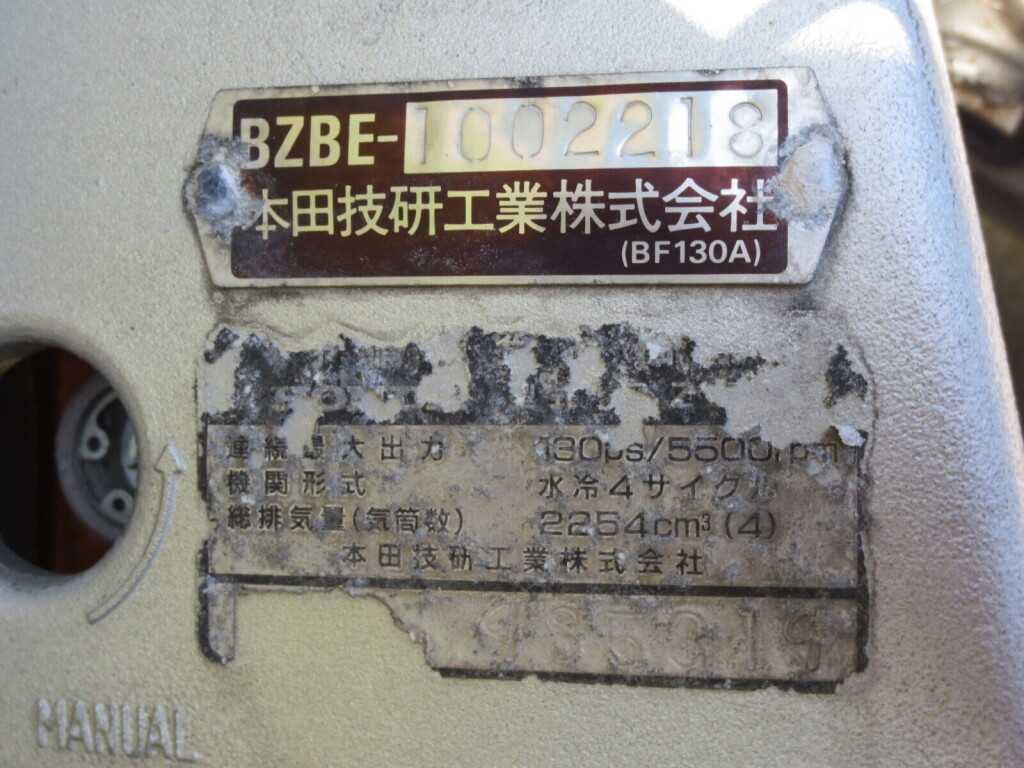 BZBE-1002218
本田技研工業株式会社
(BF130A)
連続最大出力 130ps/5500rpm
機関形式 水冷4サイクル
総排気量(気筒数) 2254cm³(4)
本田技研工業株式会社
MANUAL